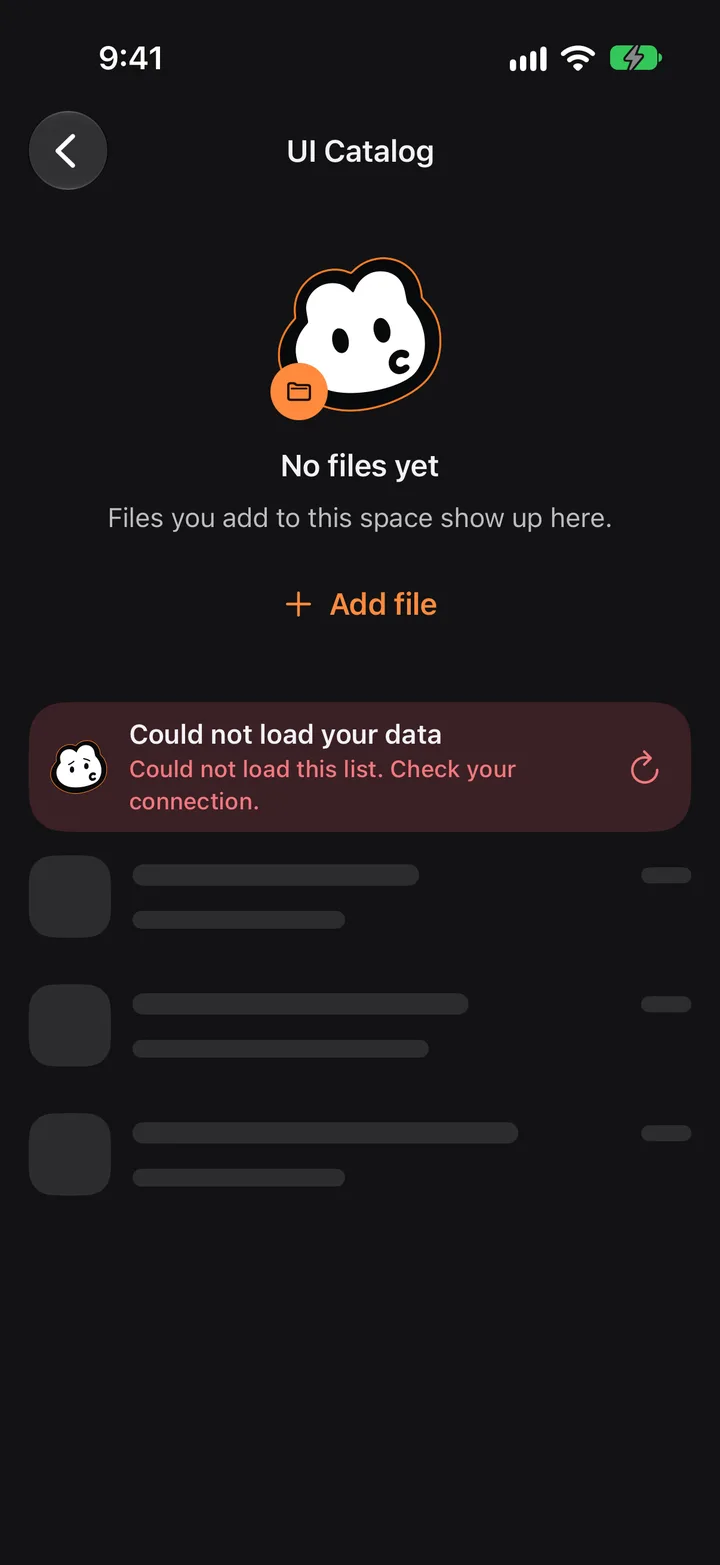 9:41
UI Catalog
No files yet
Files you add to this space show up here.
+ Add file
Could not load your data
Could not load this list. Check your
connection.